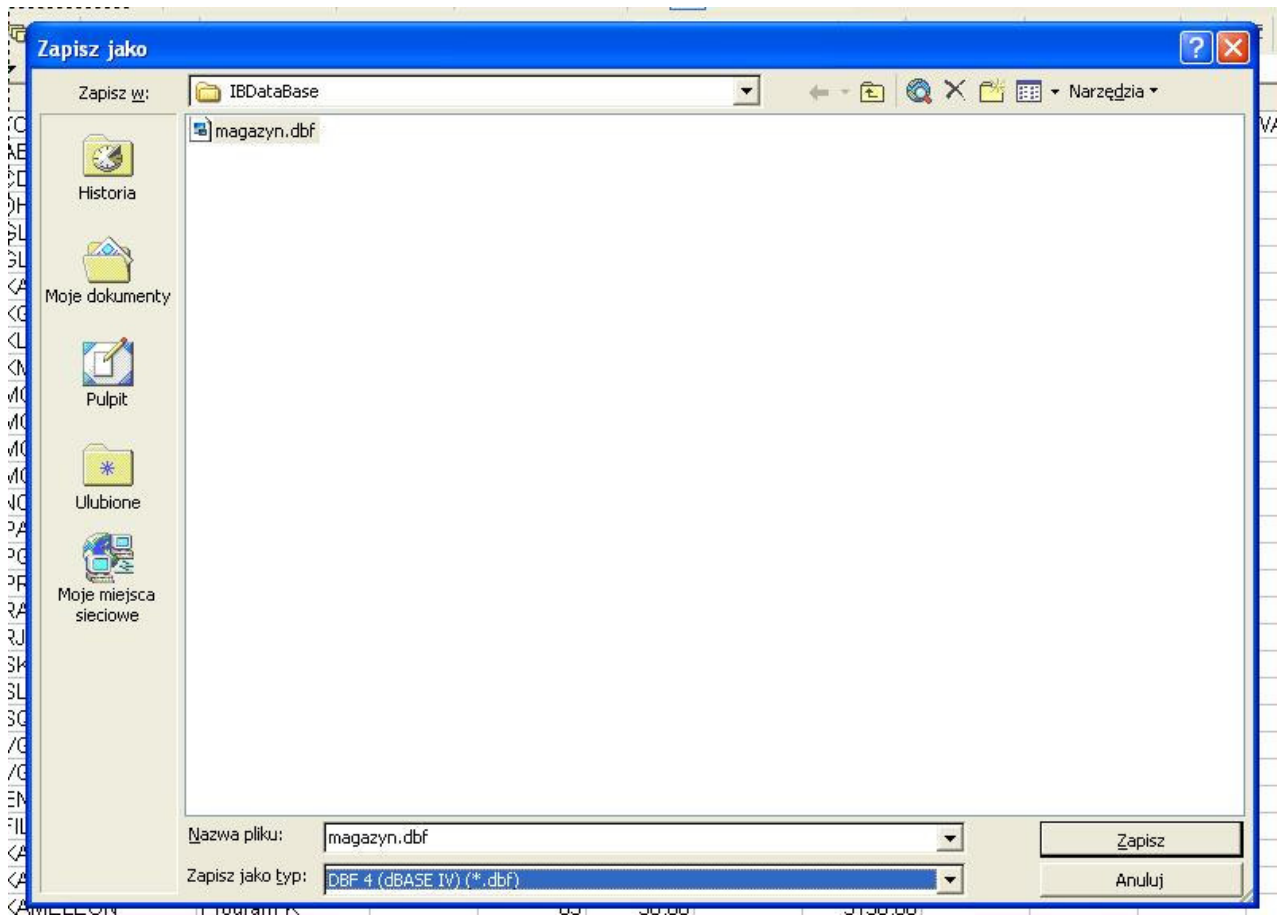 Zapisz jako
Zapisz w: IBDataBase Narzędzia
magazyn.dbf
Historia
Moje dokumenty
Pulpit
Ulubione
Moje miejsca
sieciowe
Nazwa pliku: magazyn.dbf Zapisz
Zapisz jako typ: DBF 4 (dBASE IV) (*.dbf) Anuluj